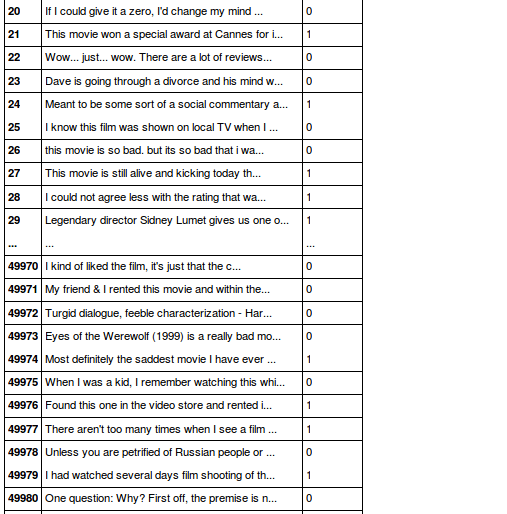 20 If I could give it a zero, I'd change my mind ... 0
21 This movie won a special award at Cannes for i... 1
22 Wow... just... wow. There are a lot of reviews... 0
23 Dave is going through a divorce and his mind w... 0
24 Meant to be some sort of a social commentary a... 1
25 I know this film was shown on local TV when I ... 0
26 this movie is so bad. but its so bad that i wa... 0
27 This movie is still alive and kicking today th... 1
28 I could not agree less with the rating that wa... 1
29 Legendary director Sidney Lumet gives us one o... 1
... ... ...
49970 I kind of liked the film, it's just that the c... 0
49971 My friend & I rented this movie and within the... 0
49972 Turgid dialogue, feeble characterization - Har... 0
49973 Eyes of the Werewolf (1999) is a really bad mo... 0
49974 Most definitely the saddest movie I have ever ... 1
49975 When I was a kid, I remember watching this whi... 0
49976 Found this one in the video store and rented i... 1
49977 There aren't too many times when I see a film ... 1
49978 Unless you are petrified of Russian people or ... 0
49979 I had watched several days film shooting of th... 1
49980 One question: Why? First off, the premise is n... 0